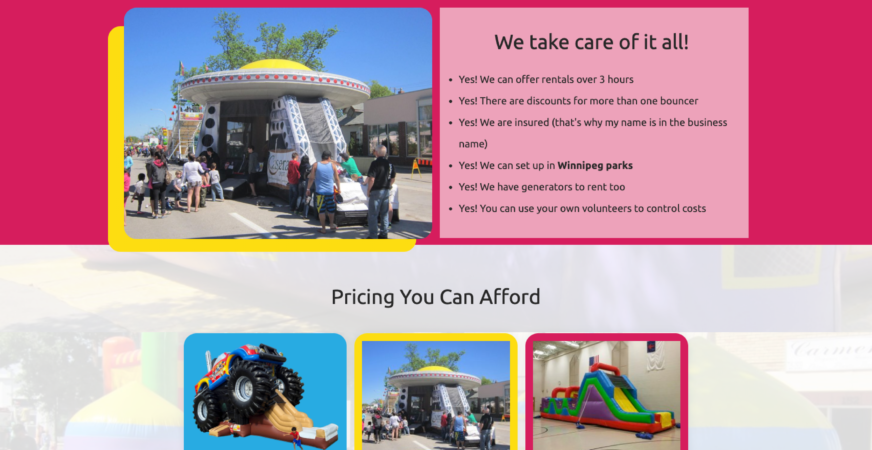 We take care of it all!
Yes! We can offer rentals over 3 hours
Yes! There are discounts for more than one bouncer
Yes! We are insured (that's why my name is in the business
name)
Yes! We can set up in Winnipeg parks
Yes! We have generators to rent too
Yes! You can use your own volunteers to control costs
Pricing You Can Afford